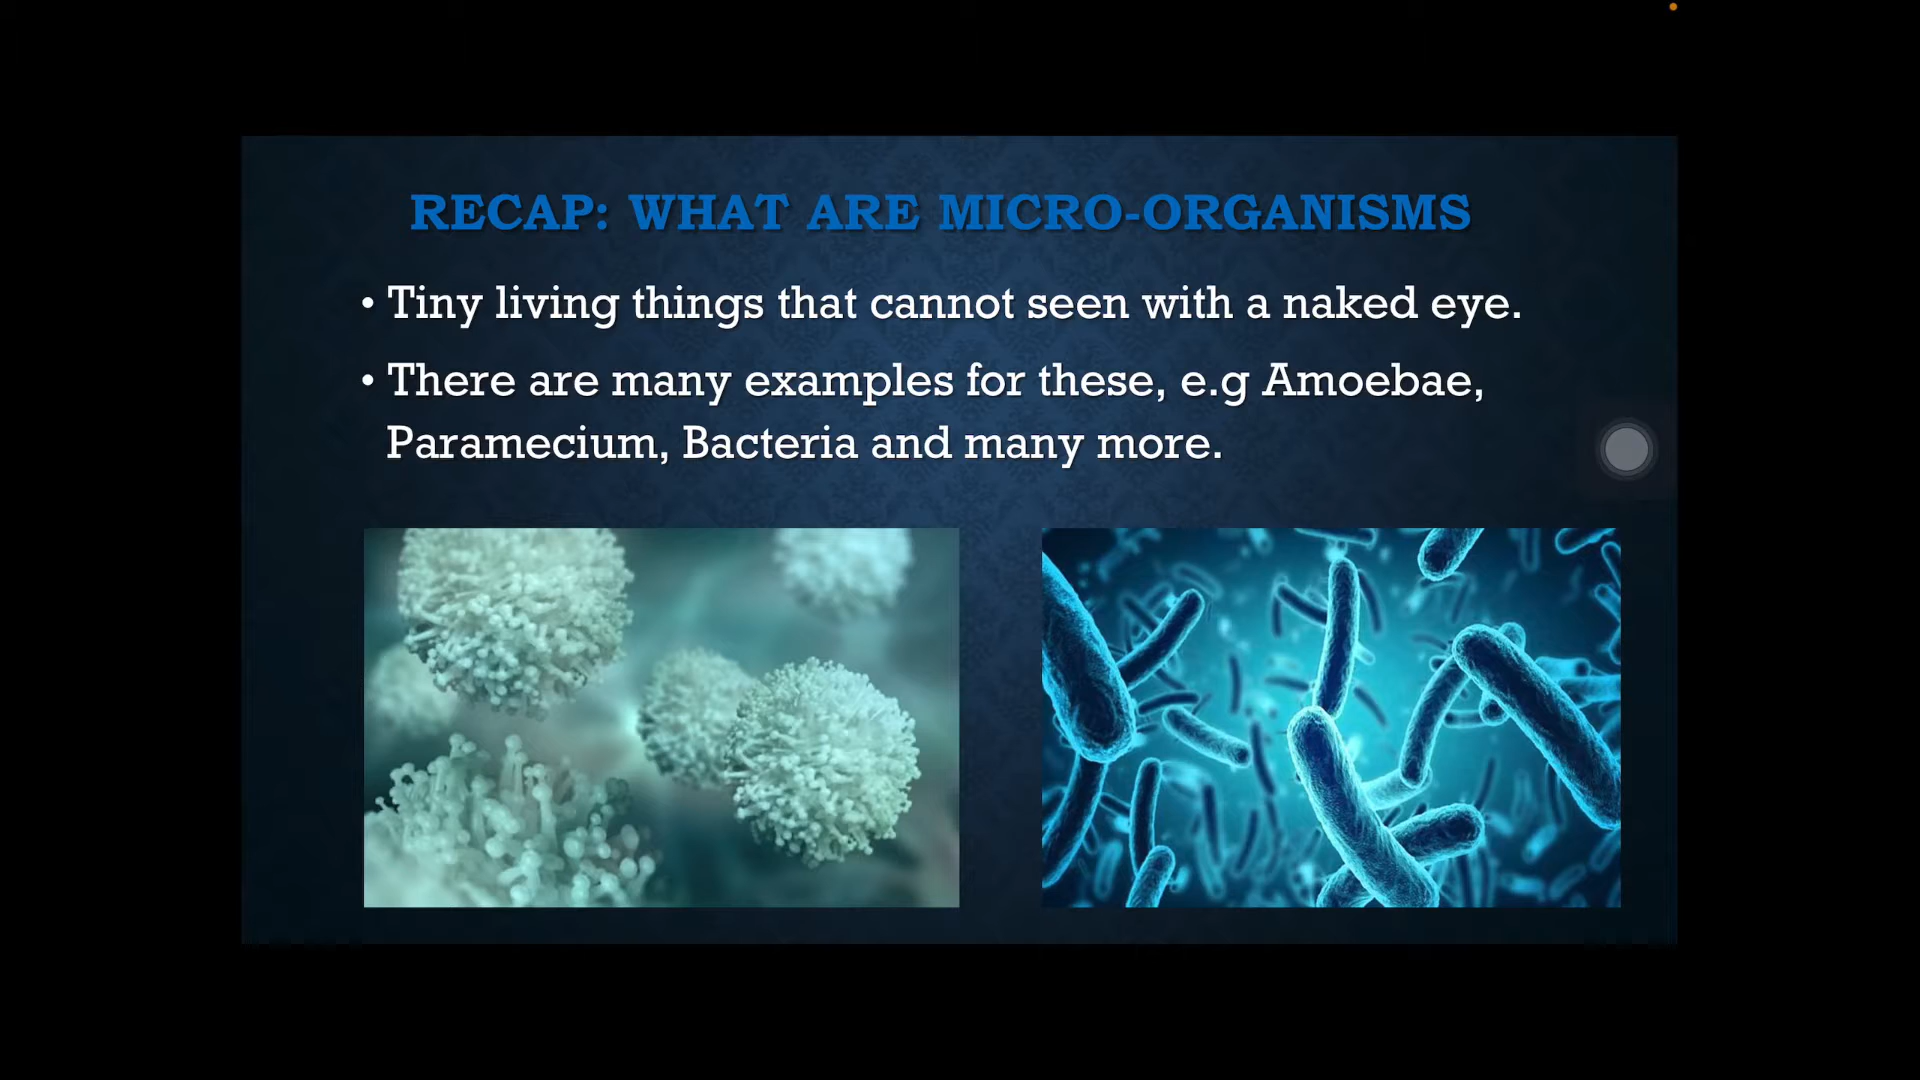 RECAP: WHAT ARE MICRO-ORGANISMS
• Tiny living things that cannot seen with a naked eye.
• There are many examples for these, e.g Amoebae,
Paramecium, Bacteria and many more.